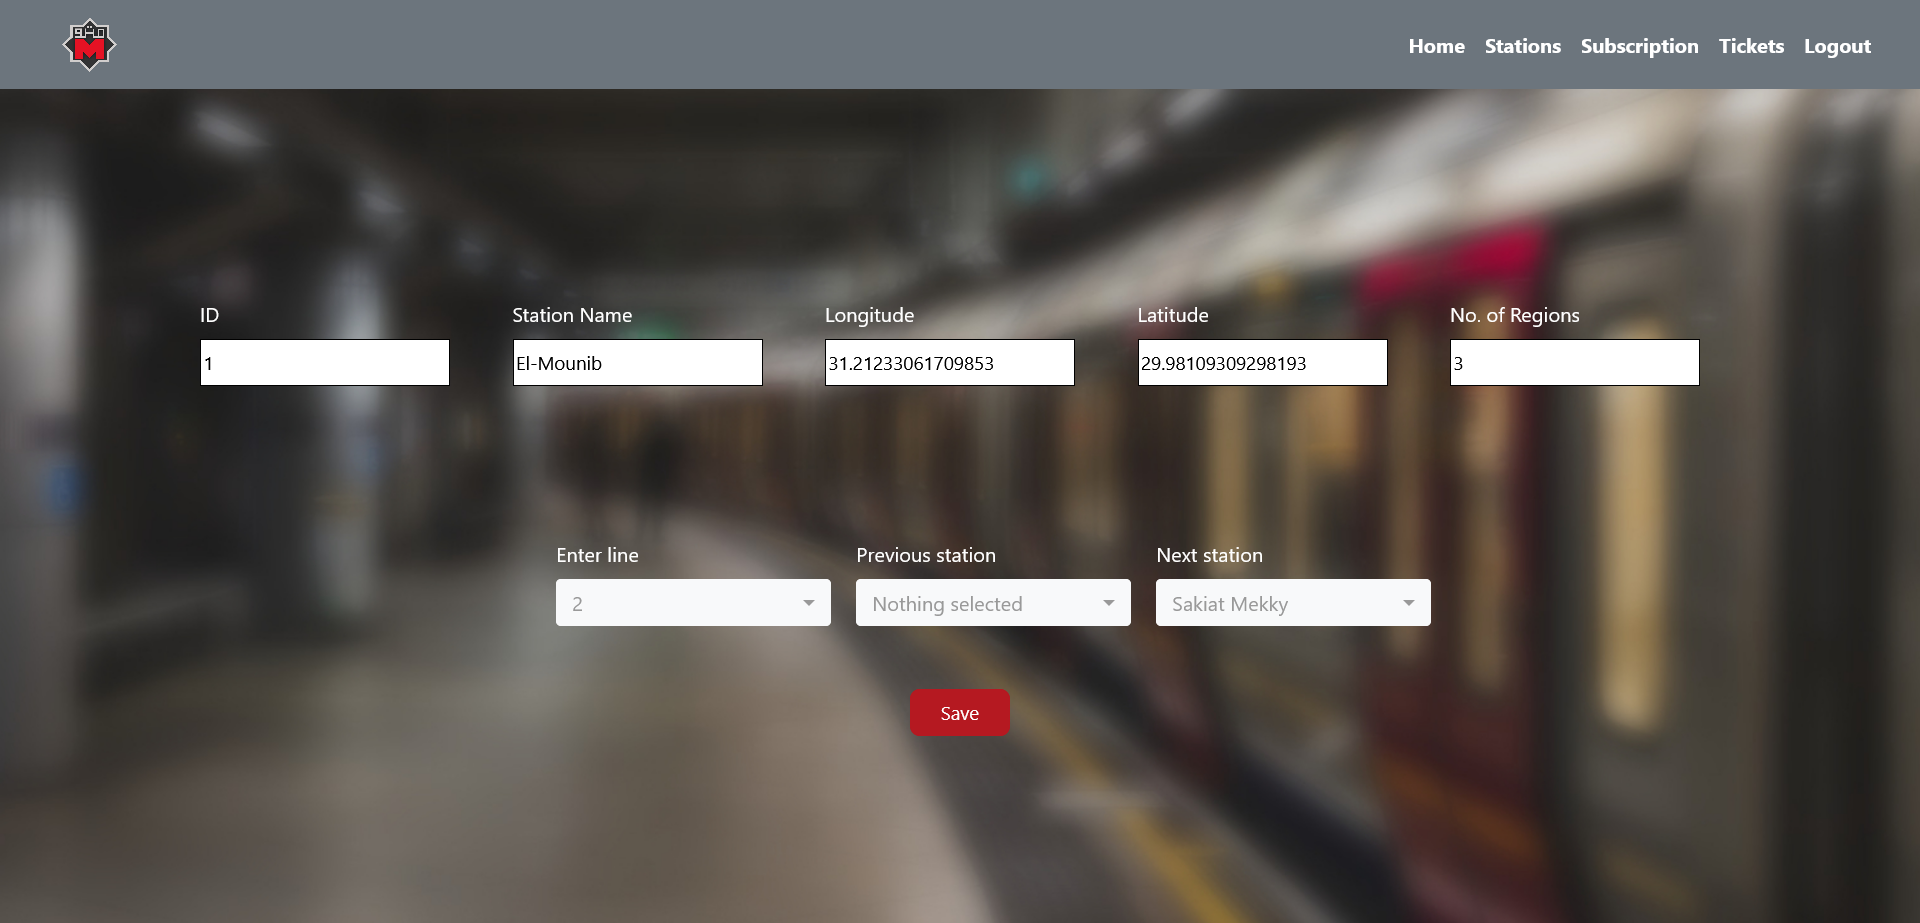 مترو
M
Home Stations Subscription Tickets Logout
ID Station Name Longitude Latitude No. of Regions
1 El-Mounib 31.21233061709853 29.98109309298193 3
Enter line Previous station Next station
2 Nothing selected Sakiat Mekky
Save